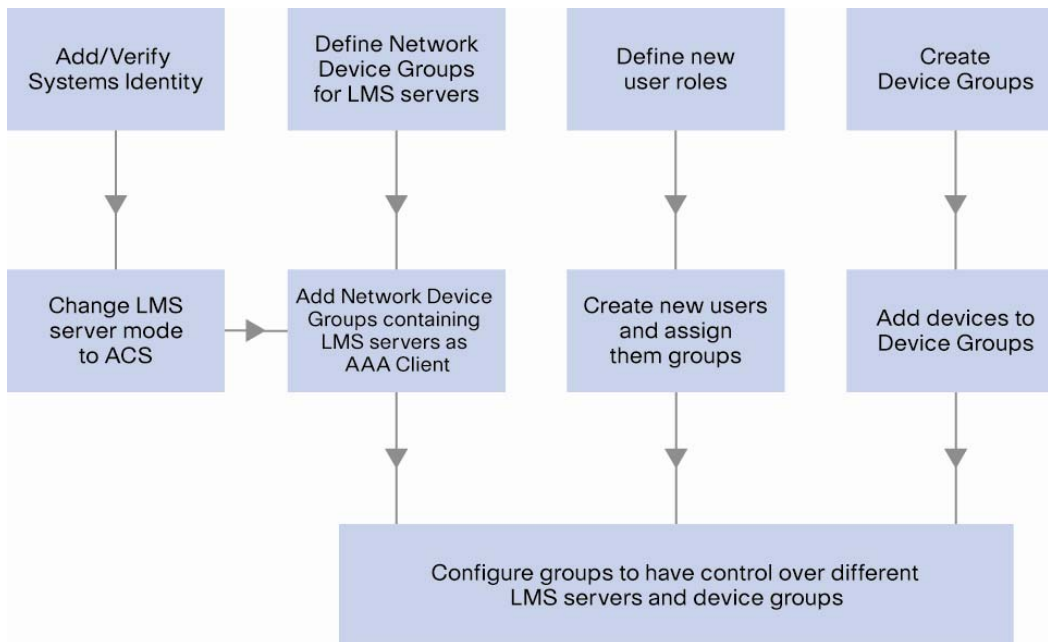 Add/Verify
Systems Identity
Define Network
Device Groups
for LMS servers
Define new
user roles
Create
Device Groups
Change LMS
server mode
to ACS
Add Network Device
Groups containing
LMS servers as
AAA Client
Create new users
and assign
them groups
Add devices to
Device Groups
Configure groups to have control over different
LMS servers and device groups